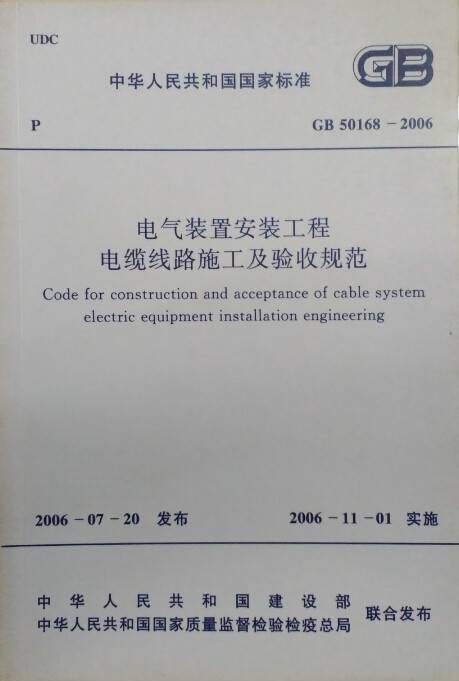 UDC
中华人民共和国国家标准
GB
P
GB 50168-2006
电气装置安装工程
电缆线路施工及验收规范
Code for construction and acceptance of cable system
electric equipment installation engineering
2006-07-20 发布
2006-11-01 实施
中华人民共和国建设部
中华人民共和国国家质量监督检验检疫总局
联合发布